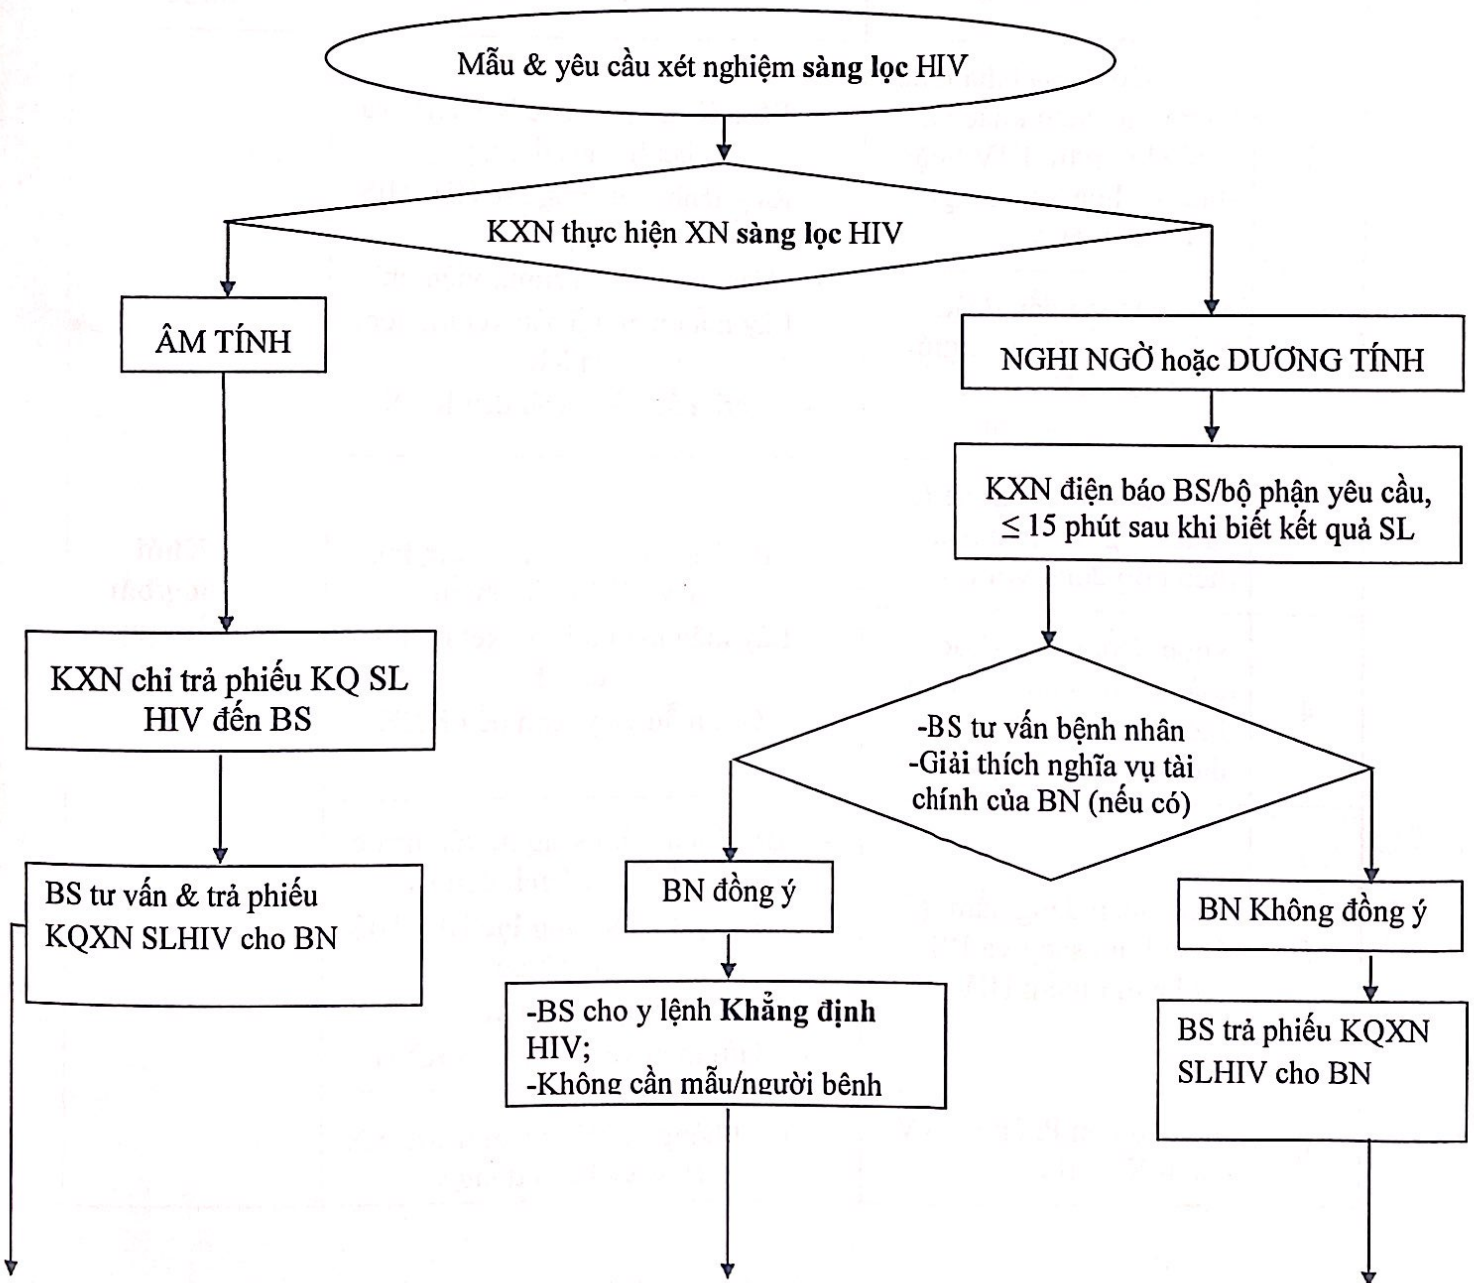 Mẫu & yêu cầu xét nghiệm sàng lọc HIV
KXN thực hiện XN sàng lọc HIV
ÂM TÍNH
NGHI NGỜ hoặc DƯƠNG TÍNH
KXN điện báo BS/bộ phận yêu cầu,
≤ 15 phút sau khi biết kết quả SL
KXN chỉ trả phiếu KQ SL
HIV đến BS
-BS tư vấn bệnh nhân
-Giải thích nghĩa vụ tài
chính của BN (nếu có)
BS tư vấn & trả phiếu
KQXN SLHIV cho BN
BN đồng ý
BN Không đồng ý
-BS cho y lệnh Khẳng định
HIV;
-Không cần mẫu/người bệnh
BS trả phiếu KQXN
SLHIV cho BN